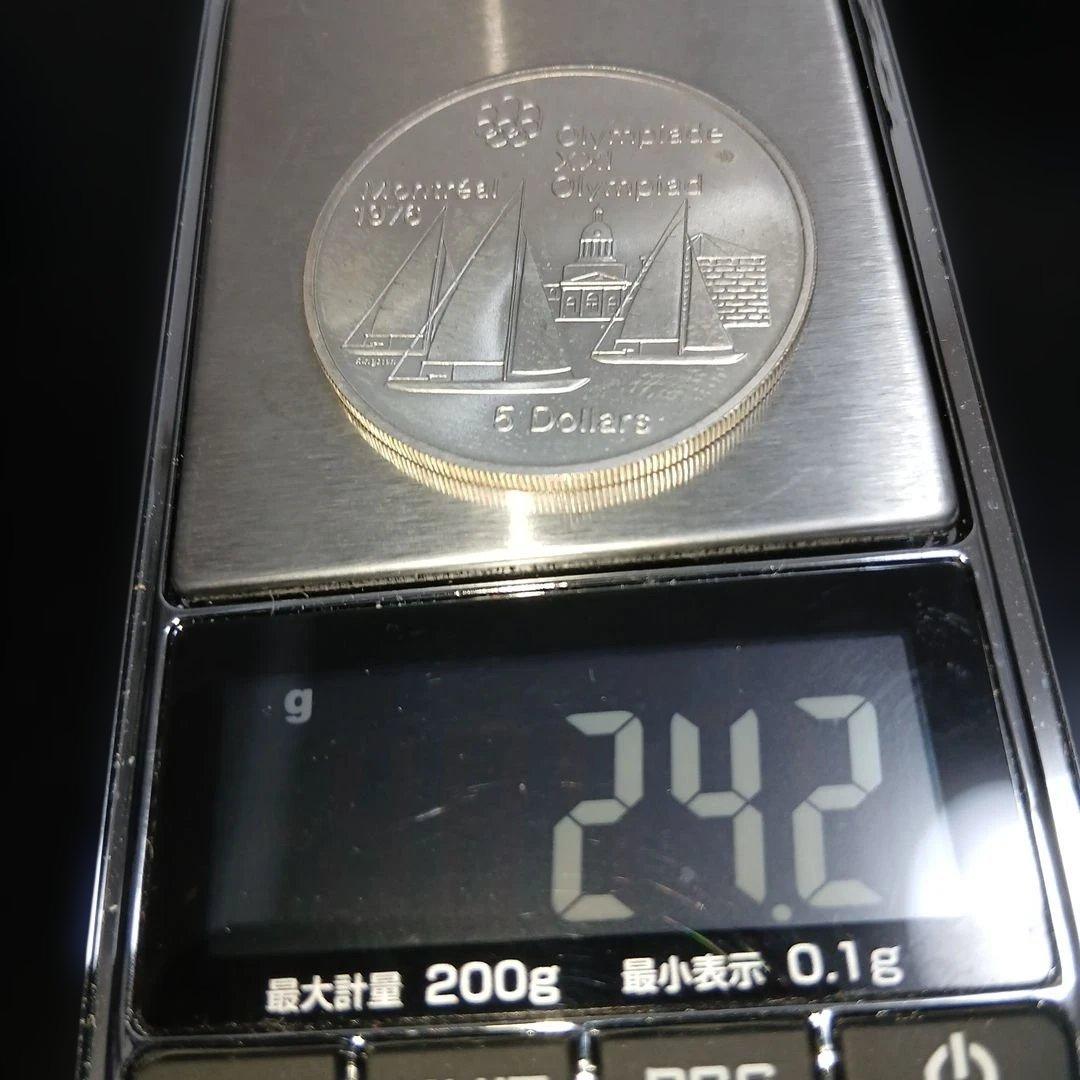 Olympiade
XXI
Olympiad
Montréal
1976
5 Dollars
g
24.2
最大計量 200g 最小表示 0.1g